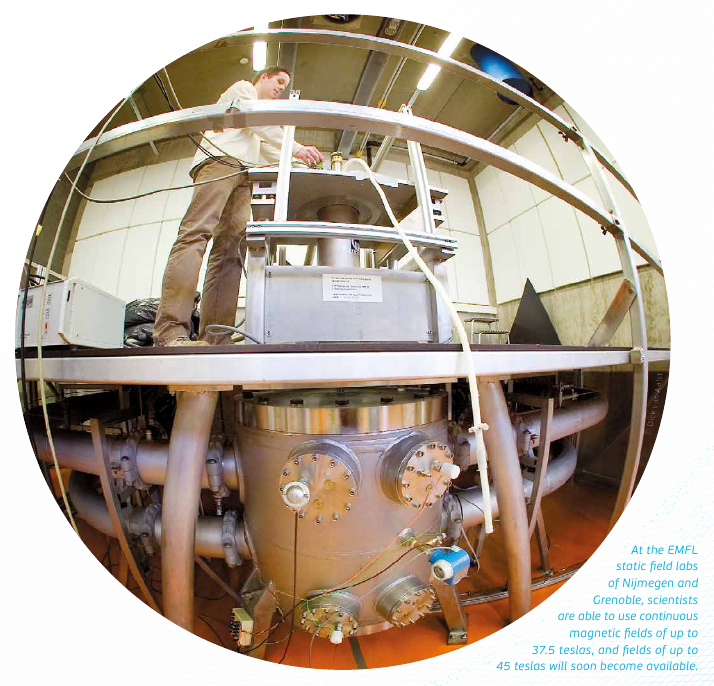 At the EMFL
static field labs
of Nijmegen and
Grenoble, scientists
are able to use continuous
magnetic fields of up to
37.5 teslas, and fields of up to
45 teslas will soon become available.